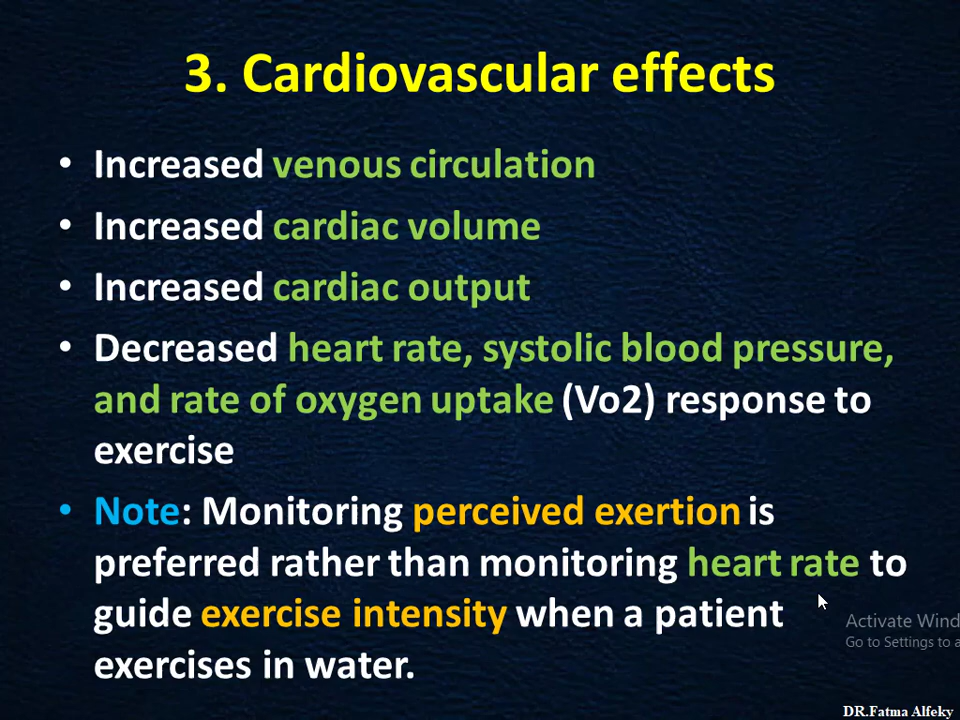 3. Cardiovascular effects
• Increased venous circulation
• Increased cardiac volume
• Increased cardiac output
• Decreased heart rate, systolic blood pressure,
and rate of oxygen uptake (Vo2) response to
exercise
• Note: Monitoring perceived exertion is
preferred rather than monitoring heart rate to
guide exercise intensity when a patient
exercises in water.
Activate Wind
Go to Settings to a
DR.Fatma Alfeky